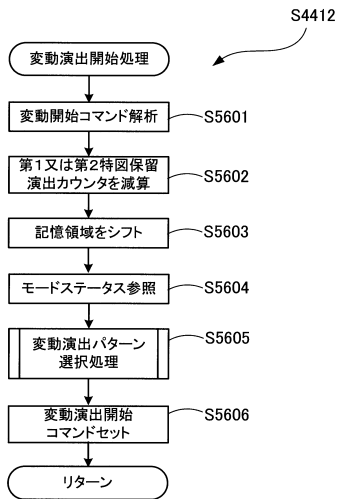 S4412
変動演出開始処理
変動開始コマンド解析
S5601
第1又は第2特図保留
演出カウンタを減算
S5602
記憶領域をシフト
S5603
モードステータス参照
S5604
変動演出パターン
選択処理
S5605
変動演出開始
コマンドセット
S5606
リターン